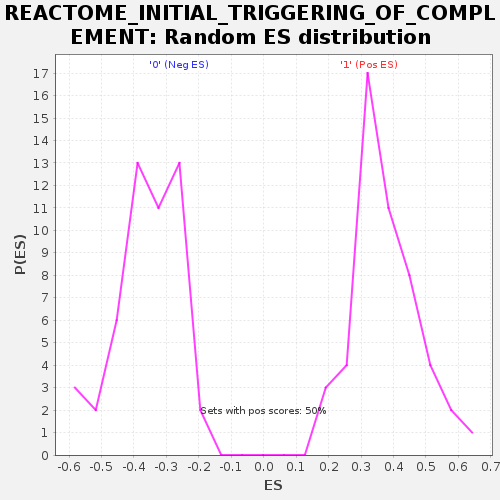 REACTOME_INITIAL_TRIGGERING_OF_COMPL
EMENT: Random ES distribution
'0' (Neg ES) '1' (Pos ES)
17
16
15
14
13
12
11
10
9
8
7
6
5
4
3
2
1
0
P(ES)
Sets with pos scores: 50%
-0.6 -0.5 -0.4 -0.3 -0.2 -0.1 0.0 0.1 0.2 0.3 0.4 0.5 0.6 0.7
ES